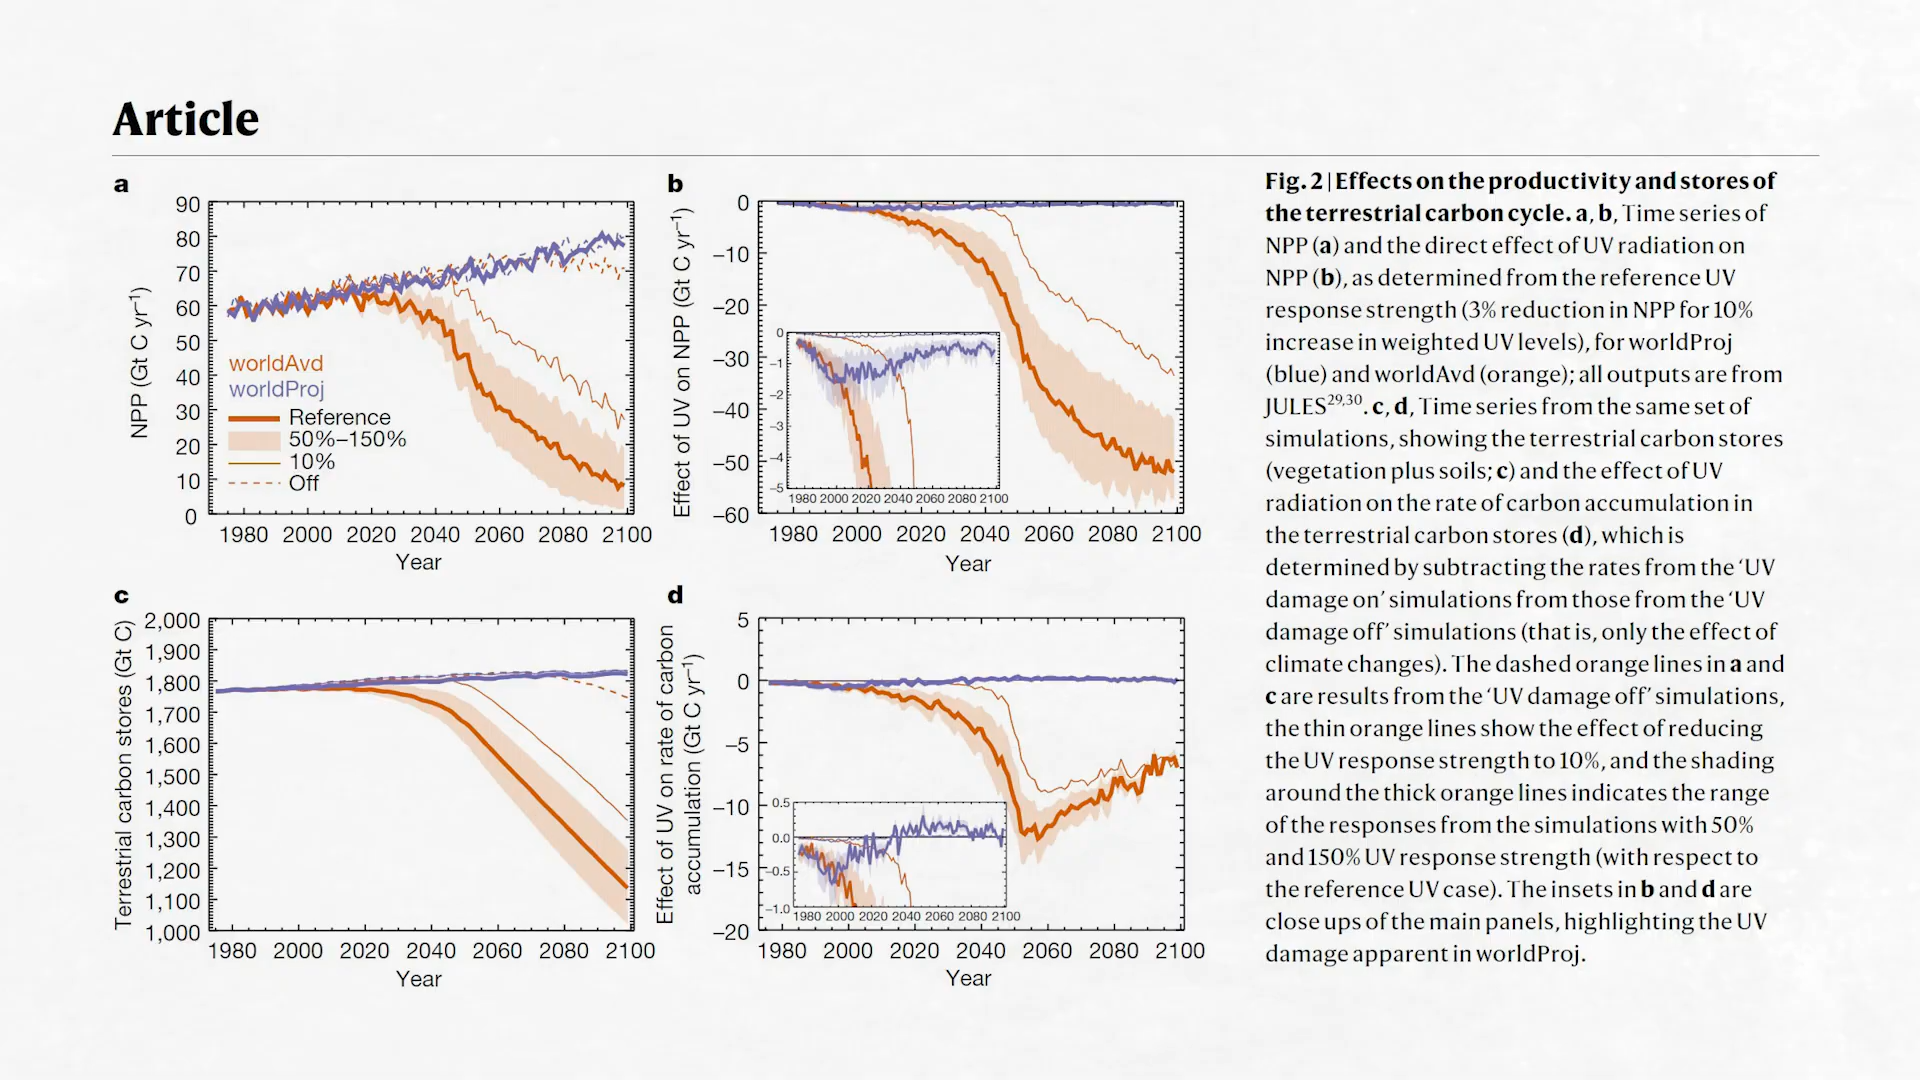 Article
a
NPP (Gt C yr⁻¹)
90
80
70
60
50
40
30
20
10
0
worldAvd
worldProj
Reference
50%–150%
10%
Off
1980 2000 2020 2040 2060 2080 2100
Year
b
Effect of UV on NPP (Gt C yr⁻¹)
0
–10
–20
–30
–40
–50
–60
0
–1
–2
–3
–4
–5
1980 2000 2020 2040 2060 2080 2100
1980 2000 2020 2040 2060 2080 2100
Year
c
Terrestrial carbon stores (Gt C)
2,000
1,900
1,800
1,700
1,600
1,500
1,400
1,300
1,200
1,100
1,000
1980 2000 2020 2040 2060 2080 2100
Year
d
Effect of UV on rate of carbon
accumulation (Gt C yr⁻¹)
5
0
–5
–10
–15
–20
0.5
0.0
–0.5
–1.0
1980 2000 2020 2040 2060 2080 2100
1980 2000 2020 2040 2060 2080 2100
Year
Fig. 2 | Effects on the productivity and stores of
the terrestrial carbon cycle. a, b, Time series of
NPP (a) and the direct effect of UV radiation on
NPP (b), as determined from the reference UV
response strength (3% reduction in NPP for 10%
increase in weighted UV levels), for worldProj
(blue) and worldAvd (orange); all outputs are from
JULES²⁹,³⁰. c, d, Time series from the same set of
simulations, showing the terrestrial carbon stores
(vegetation plus soils; c) and the effect of UV
radiation on the rate of carbon accumulation in
the terrestrial carbon stores (d), which is
determined by subtracting the rates from the ‘UV
damage on’ simulations from those from the ‘UV
damage off’ simulations (that is, only the effect of
climate changes). The dashed orange lines in a and
c are results from the ‘UV damage off’ simulations,
the thin orange lines show the effect of reducing
the UV response strength to 10%, and the shading
around the thick orange lines indicates the range
of the responses from the simulations with 50%
and 150% UV response strength (with respect to
the reference UV case). The insets in b and d are
close ups of the main panels, highlighting the UV
damage apparent in worldProj.